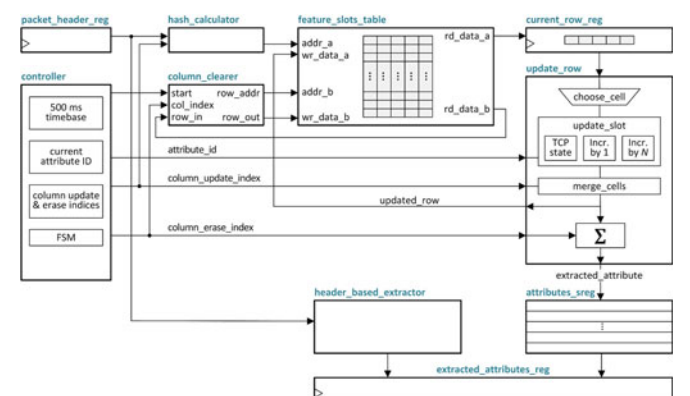 packet_header_reg
hash_calculator
feature_slots_table
current_row_reg
addr_a
wr_data_a
rd_data_a
controller
column_clearer
update_row
500 ms
timebase
start
col_index
row_in
row_addr
row_out
addr_b
wr_data_b
rd_data_b
choose_cell
update_slot
TCP
state
Incr.
by 1
Incr.
by N
current
attribute ID
attribute_id
column update
& erase indices
column_update_index
merge_cells
updated_row
FSM
column_erase_index
Σ
extracted_attribute
header_based_extractor
attributes_sreg
extracted_attributes_reg